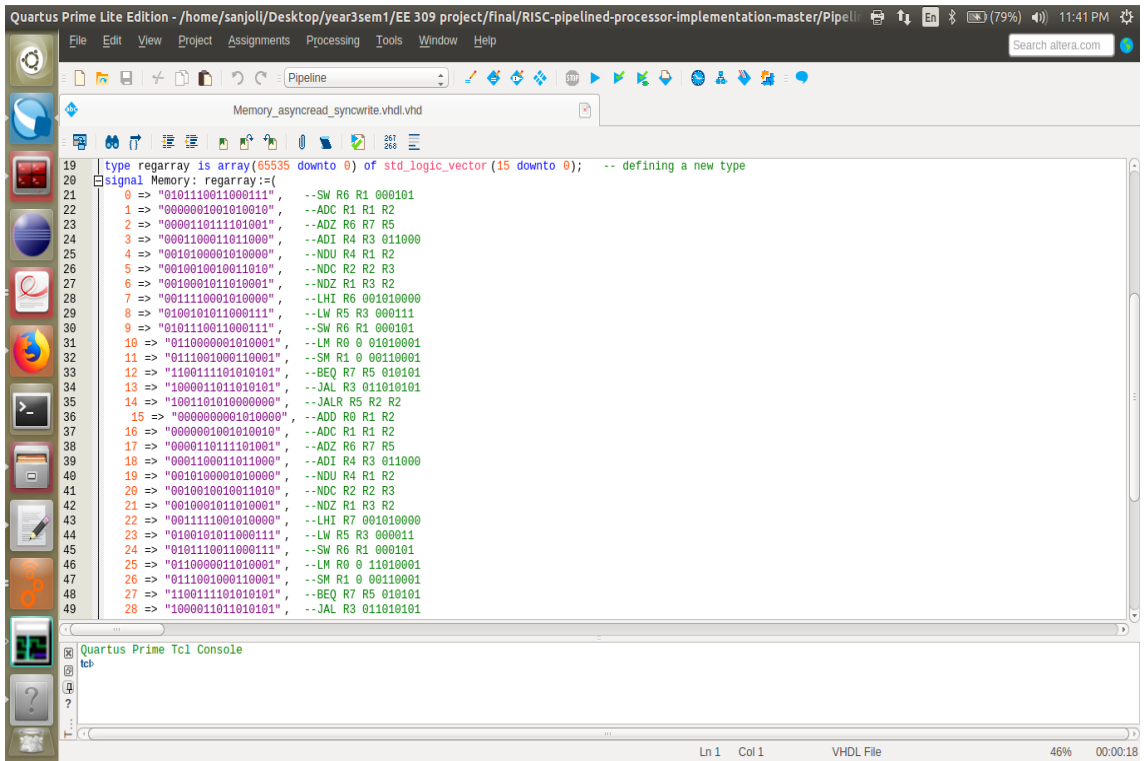 Quartus Prime Lite Edition - /home/sanjoli/Desktop/year3sem1/EE 309 project/final/RISC-pipelined-processor-implementation-master/Pipelin En (79%) 11:41 PM
File Edit View Project Assignments Processing Tools Window Help
Search altera.com
Pipeline
Memory_asyncread_syncwrite.vhdl.vhd
267
268
19 type regarray is array(65535 downto 0) of std_logic_vector(15 downto 0); -- defining a new type
20 signal Memory: regarray:=(
21 0 => "0101110011000111", --SW R6 R1 000101
22 1 => "0000001001010010", --ADC R1 R1 R2
23 2 => "0000110111101001", --ADZ R6 R7 R5
24 3 => "0001100011011000", --ADI R4 R3 011000
25 4 => "0010100001010000", --NDU R4 R1 R2
26 5 => "0010010010011010", --NDC R2 R2 R3
27 6 => "0010001011010001", --NDZ R1 R3 R2
28 7 => "0011110001010000", --LHI R6 001010000
29 8 => "0100101011000111", --LW R5 R3 000111
30 9 => "0101110011000111", --SW R6 R1 000101
31 10 => "0110000001010001", --LM R0 0 01010001
32 11 => "0111001000110001", --SM R1 0 00110001
33 12 => "1100111101010101", --BEQ R7 R5 010101
34 13 => "1000011011010101", --JAL R3 011010101
35 14 => "1001101010000000", --JALR R5 R2 R2
36 15 => "0000000001010000", --ADD R0 R1 R2
37 16 => "0000001001010010", --ADC R1 R1 R2
38 17 => "0000110111101001", --ADZ R6 R7 R5
39 18 => "0001100011011000", --ADI R4 R3 011000
40 19 => "0010100001010000", --NDU R4 R1 R2
41 20 => "0010010010011010", --NDC R2 R2 R3
42 21 => "0010001011010001", --NDZ R1 R3 R2
43 22 => "0011111001010000", --LHI R7 001010000
44 23 => "0100101011000111", --LW R5 R3 000011
45 24 => "0101110011000111", --SW R6 R1 000101
46 25 => "0110000011010001", --LM R0 0 11010001
47 26 => "0111001000110001", --SM R1 0 00110001
48 27 => "1100111101010101", --BEQ R7 R5 010101
49 28 => "1000011011010101", --JAL R3 011010101
Quartus Prime Tcl Console
tcl>
Ln 1 Col 1 VHDL File 46% 00:00:18